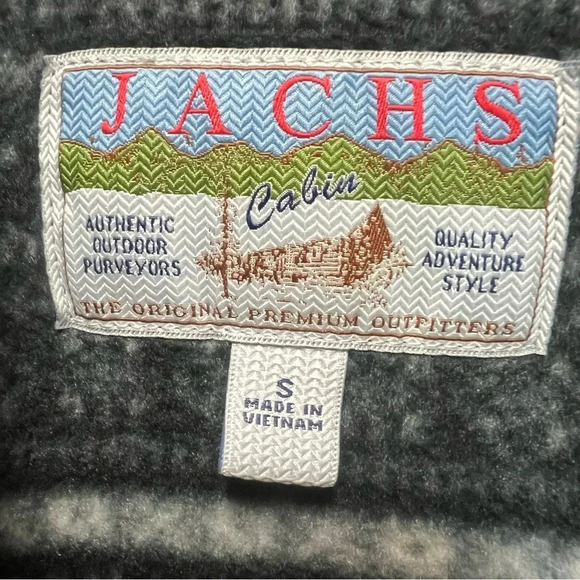 JACHS
Cabin
AUTHENTIC
OUTDOOR
PURVEYORS
QUALITY
ADVENTURE
STYLE
THE ORIGINAL PREMIUM OUTFITTERS
S
MADE IN
VIETNAM